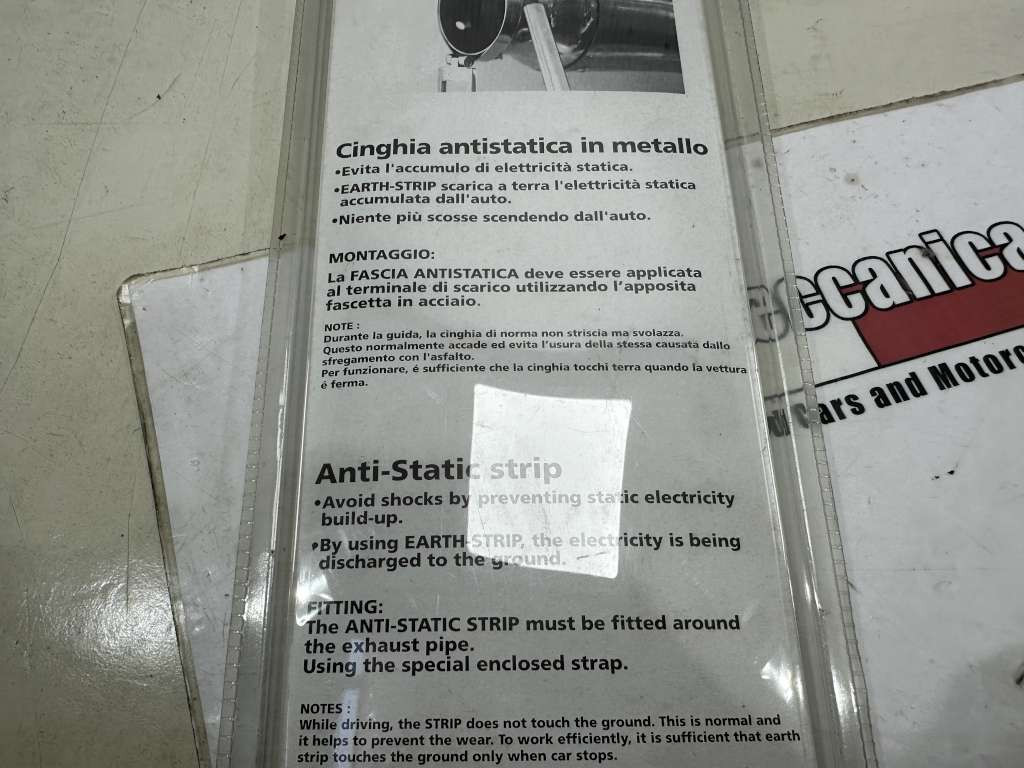 Cinghia antistatica in metallo
•Evita l'accumulo di elettricità statica.
•EARTH-STRIP scarica a terra l'elettricità statica
accumulata dall'auto.
•Niente più scosse scendendo dall'auto.
MONTAGGIO:
La FASCIA ANTISTATICA deve essere applicata
al terminale di scarico utilizzando l'apposita
fascetta in acciaio.
NOTE :
Durante la guida, la cinghia di norma non striscia ma svolazza.
Questo normalmente accade ed evita l'usura della stessa causata dallo
sfregamento con l'asfalto.
Per funzionare, é sufficiente che la cinghia tocchi terra quando la vettura
é ferma.
Anti-Static strip
•Avoid shocks by preventing static electricity
build-up.
•By using EARTH-STRIP, the electricity is being
discharged to the ground.
FITTING:
The ANTI-STATIC STRIP must be fitted around
the exhaust pipe.
Using the special enclosed strap.
NOTES :
While driving, the STRIP does not touch the ground. This is normal and
it helps to prevent the wear. To work efficiently, it is sufficient that earth
strip touches the ground only when car stops.
eccanica
Cars and Motorc